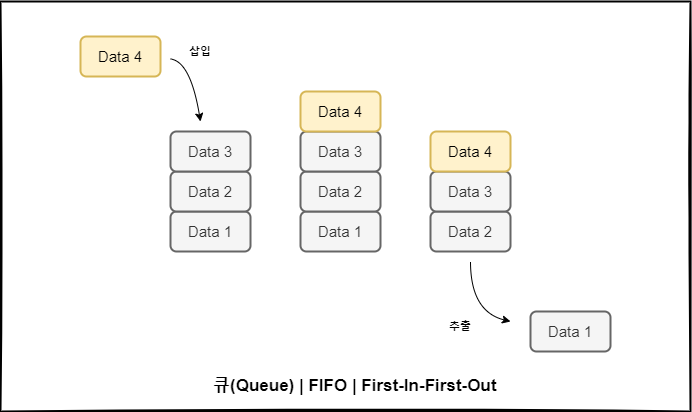 Data 4
삽입
Data 3
Data 2
Data 1
Data 4
Data 3
Data 2
Data 1
Data 4
Data 3
Data 2
추출
Data 1
큐(Queue) | FIFO | First-In-First-Out